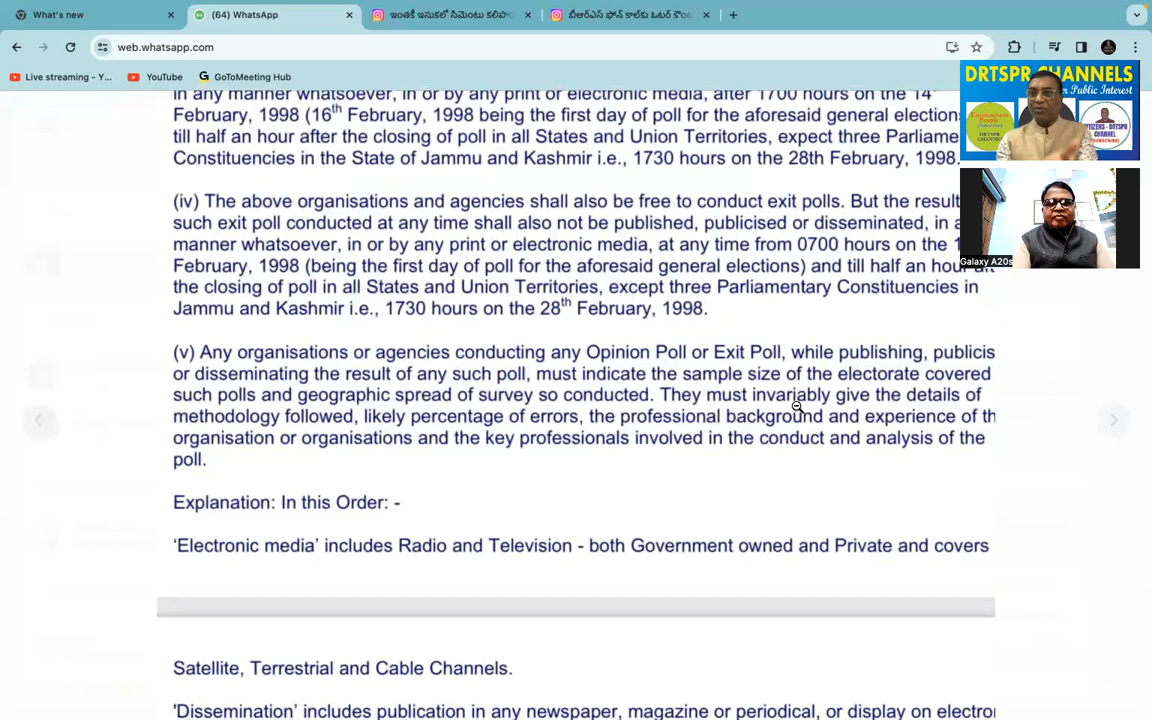 What's new
(64) WhatsApp
ఇంతకీ ఇసుకలో సిమెంటు కలిపారా
బీఆర్ఎస్ ఫోన్ కాల్‌కు ఓటర్ కౌంట
web.whatsapp.com
Live streaming - Y...
YouTube
GoToMeeting Hub
DRTSPR CHANNELS
r Public Interest
DRTSPR
CHANNEL
Galaxy A20s
in any manner whatsoever, in or by any print or electronic media, after 1700 hours on the 14
February, 1998 (16th February, 1998 being the first day of poll for the aforesaid general elections
till half an hour after the closing of poll in all States and Union Territories, expect three Parliame
Constituencies in the State of Jammu and Kashmir i.e., 1730 hours on the 28th February, 1998.
(iv) The above organisations and agencies shall also be free to conduct exit polls. But the result
such exit poll conducted at any time shall also not be published, publicised or disseminated, in a
manner whatsoever, in or by any print or electronic media, at any time from 0700 hours on the 1
February, 1998 (being the first day of poll for the aforesaid general elections) and till half an hour aft
the closing of poll in all States and Union Territories, except three Parliamentary Constituencies in
Jammu and Kashmir i.e., 1730 hours on the 28th February, 1998.
(v) Any organisations or agencies conducting any Opinion Poll or Exit Poll, while publishing, publicis
or disseminating the result of any such poll, must indicate the sample size of the electorate covered
such polls and geographic spread of survey so conducted. They must invariably give the details of
methodology followed, likely percentage of errors, the professional background and experience of th
organisation or organisations and the key professionals involved in the conduct and analysis of the
poll.
Explanation: In this Order: -
‘Electronic media’ includes Radio and Television - both Government owned and Private and covers
Satellite, Terrestrial and Cable Channels.
'Dissemination’ includes publication in any newspaper, magazine or periodical, or display on electro